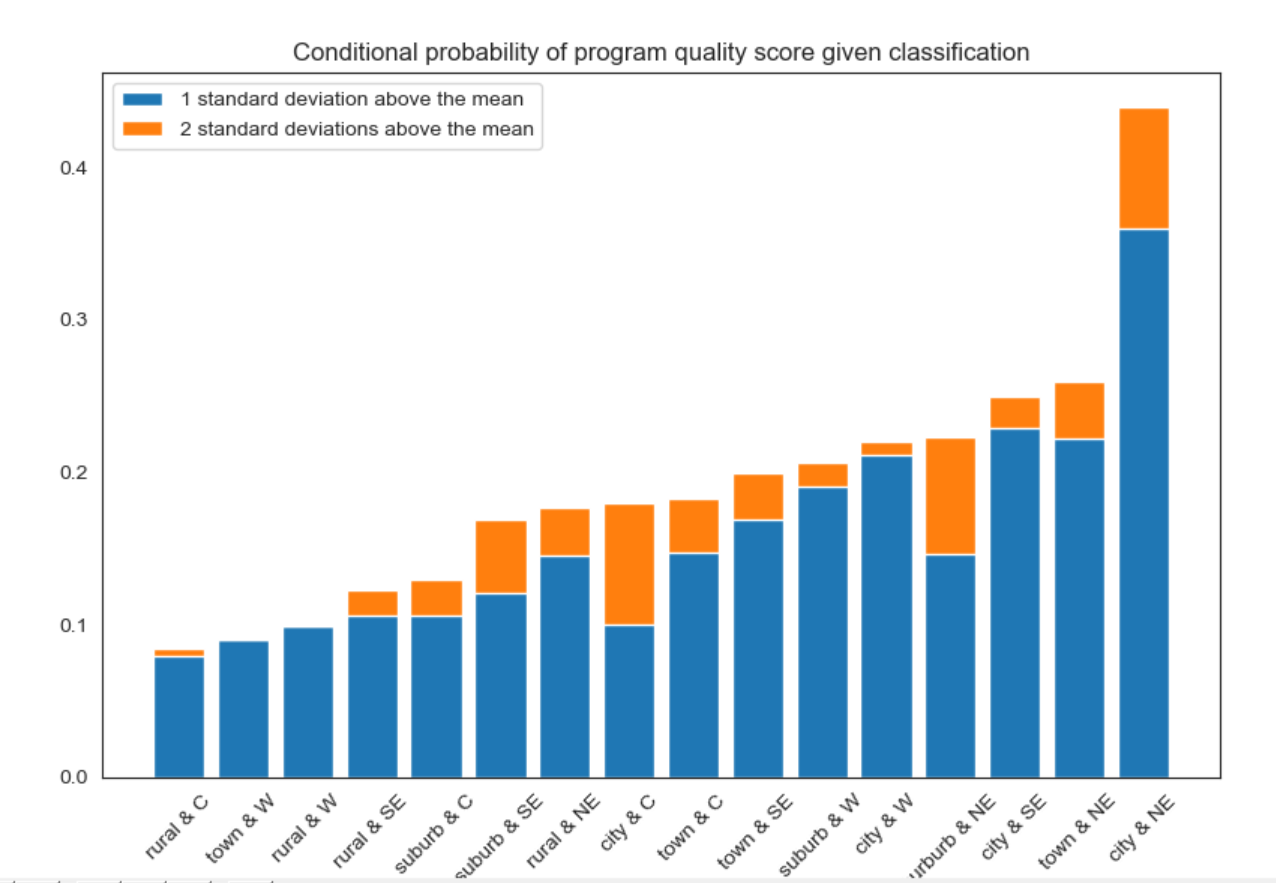 Conditional probability of program quality score given classification
1 standard deviation above the mean
2 standard deviations above the mean
0.4
0.3
0.2
0.1
0.0
rural & C
town & W
rural & W
rural & SE
suburb & C
suburb & SE
rural & NE
city & C
town & C
town & SE
suburb & W
city & W
urburb & NE
city & SE
town & NE
city & NE